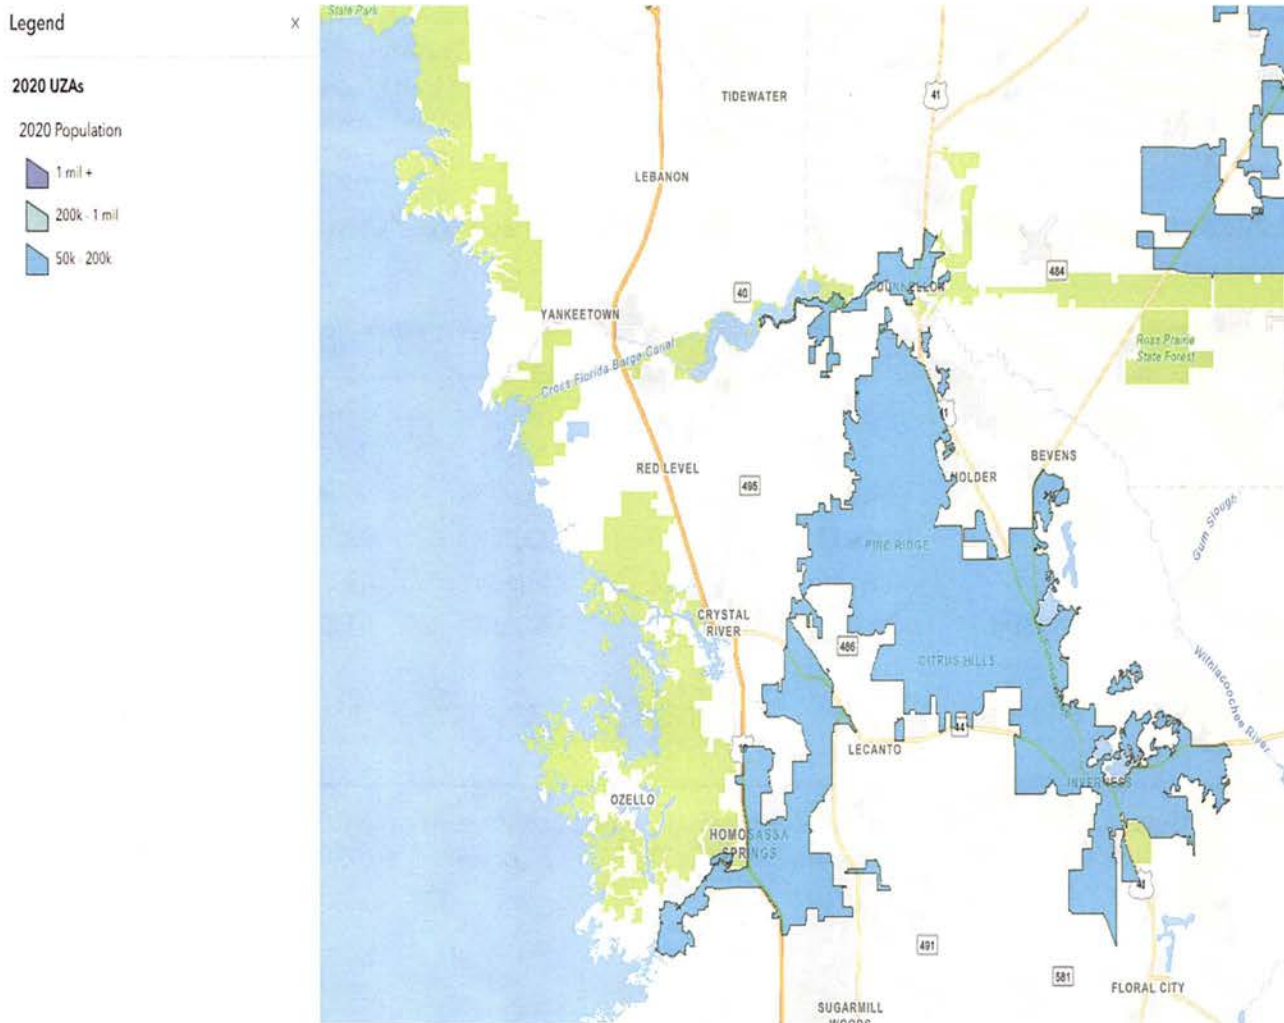 Legend
X
2020 UZAs
2020 Population
1 mil +
200k - 1 mil
50k - 200k
State Park
TIDEWATER
41
LEBANON
484
40
DUNNELLON
YANKEETOWN
Ross Prairie
State Forest
Cross Florida Barge Canal
41
BEVENS
RED LEVEL
HOLDER
495
Gum Slough
PINE RIDGE
CRYSTAL
RIVER
486
CITRUS HILLS
Withlacoochee River
44
LECANTO
19
INVERNESS
OZELLO
HOMOSASSA
SPRINGS
41
491
581
FLORAL CITY
SUGARMILL
WOODS